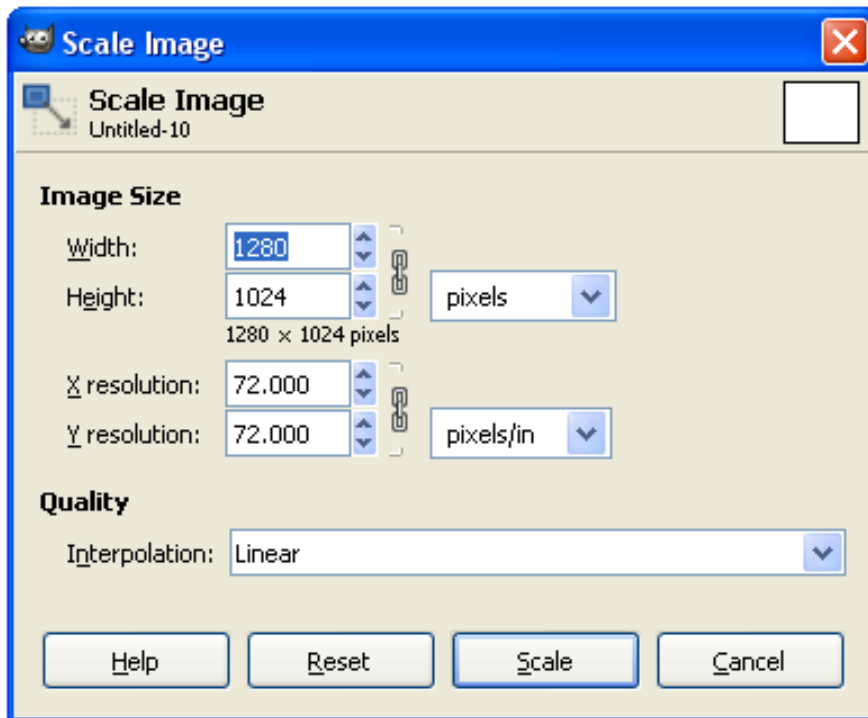 Scale Image
Scale Image
Untitled-10
Image Size
Width: 1280
Height: 1024 pixels
1280 × 1024 pixels
X resolution: 72.000
Y resolution: 72.000 pixels/in
Quality
Interpolation: Linear
Help Reset Scale Cancel